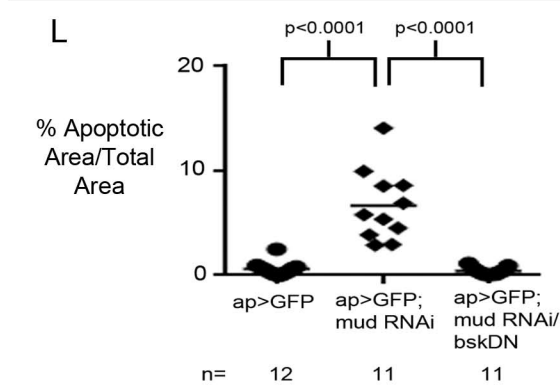 L
p<0.0001 p<0.0001
% Apoptotic
Area/Total
Area
20
10
0
ap>GFP
ap>GFP;
mud RNAi
ap>GFP;
mud RNAi/
bskDN
n= 12 11 11